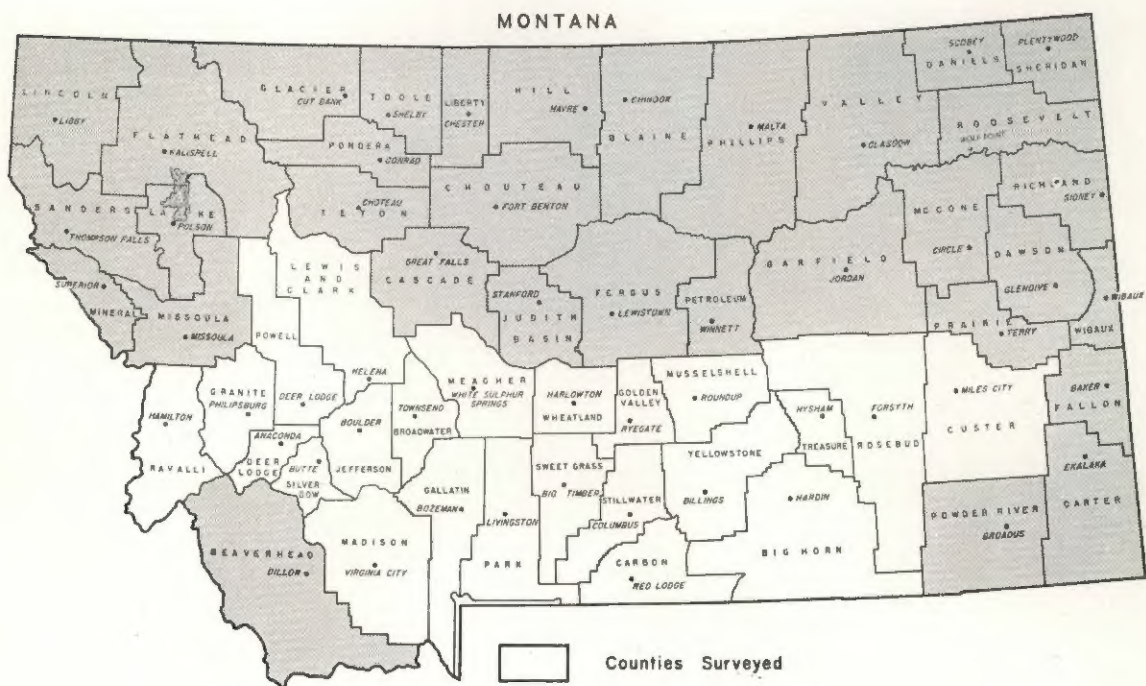 MONTANA
LINCOLN
LIBBY
FLATHEAD
KALISPELL
GLACIER
CUT BANK
TOOLE
SHELBY
LIBERTY
CHESTER
HILL
HAVRE
BLAINE
CHINOOK
PHILLIPS
MALTA
VALLEY
GLASGOW
SCOBEY
DANIELS
PLENTYWOOD
SHERIDAN
ROOSEVELT
WOLF POINT
PONDERA
CONRAD
CHOTEAU
TETON
CHOUTEAU
FORT BENTON
SANDERS
THOMPSON FALLS
LAKE
POLSON
RICHLAND
SIDNEY
MCCONE
CIRCLE
DAWSON
GLENDIVE
GARFIELD
JORDAN
LEWIS
AND
CLARK
HELENA
GREAT FALLS
CASCADE
STANFORD
JUDITH
BASIN
FERGUS
LEWISTOWN
PETROLEUM
WINNETT
SUPERIOR
MINERAL
MISSOULA
MISSOULA
POWELL
DEER LODGE
PRAIRIE
TERRY
WIBAUX
WIBAUX
GRANITE
PHILIPSBURG
HAMILTON
RAVALLI
MEAGHER
WHITE SULPHUR
SPRINGS
TOWNSEND
BROADWATER
BOULDER
JEFFERSON
HARLOWTON
WHEATLAND
GOLDEN
VALLEY
RYEGATE
MUSSELSHELL
ROUNDUP
HYSHAM
TREASURE
FORSYTH
ROSEBUD
MILES CITY
CUSTER
BAKER
FALLON
ANACONDA
DEER
LODGE
BUTTE
SILVER
BOW
GALLATIN
BOZEMAN
LIVINGSTON
PARK
SWEET GRASS
BIG TIMBER
STILLWATER
COLUMBUS
YELLOWSTONE
BILLINGS
HARDIN
BIG HORN
EKALAKA
CARTER
POWDER RIVER
BROADUS
BEAVERHEAD
DILLON
MADISON
VIRGINIA CITY
CARBON
RED LODGE
Counties Surveyed